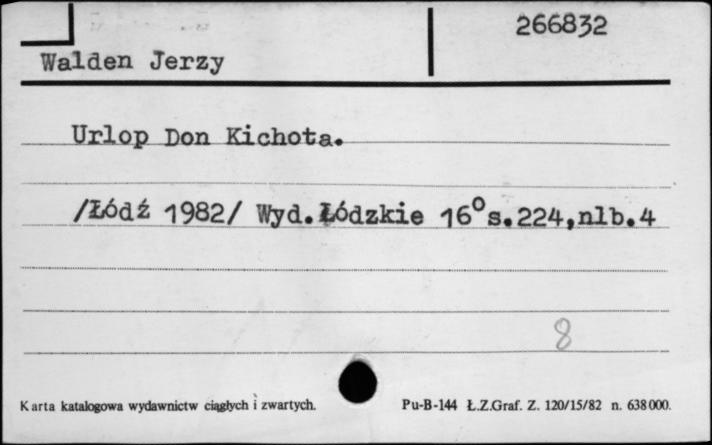 266832
Walden Jerzy
Urlop Don Kichota.
/Łódź 1982/ Wyd.Łódzkie 16° s.224,nlb.4
8
Karta katalogowa wydawnictw ciągłych i zwartych. Pu-B-144 Ł.Z.Graf. Z. 120/15/82 n. 638000.